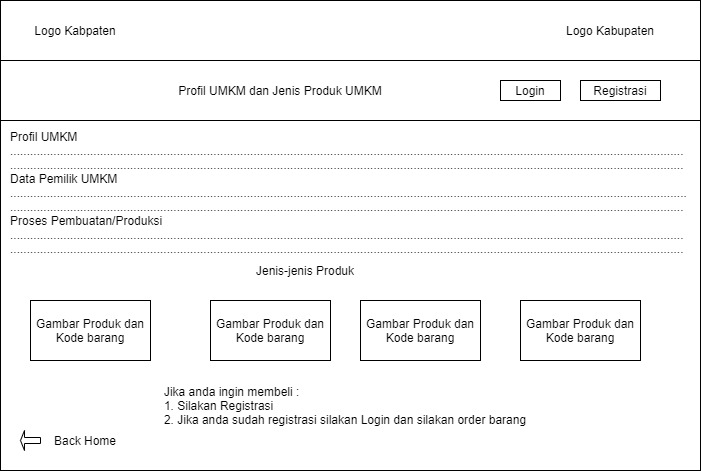 Logo Kabpaten
Logo Kabupaten
Profil UMKM dan Jenis Produk UMKM
Login
Registrasi
Profil UMKM
Data Pemilik UMKM
Proses Pembuatan/Produksi
Jenis-jenis Produk
Gambar Produk dan
Kode barang
Gambar Produk dan
Kode barang
Gambar Produk dan
Kode barang
Gambar Produk dan
Kode barang
Jika anda ingin membeli :
1. Silakan Registrasi
2. Jika anda sudah registrasi silakan Login dan silakan order barang
Back Home